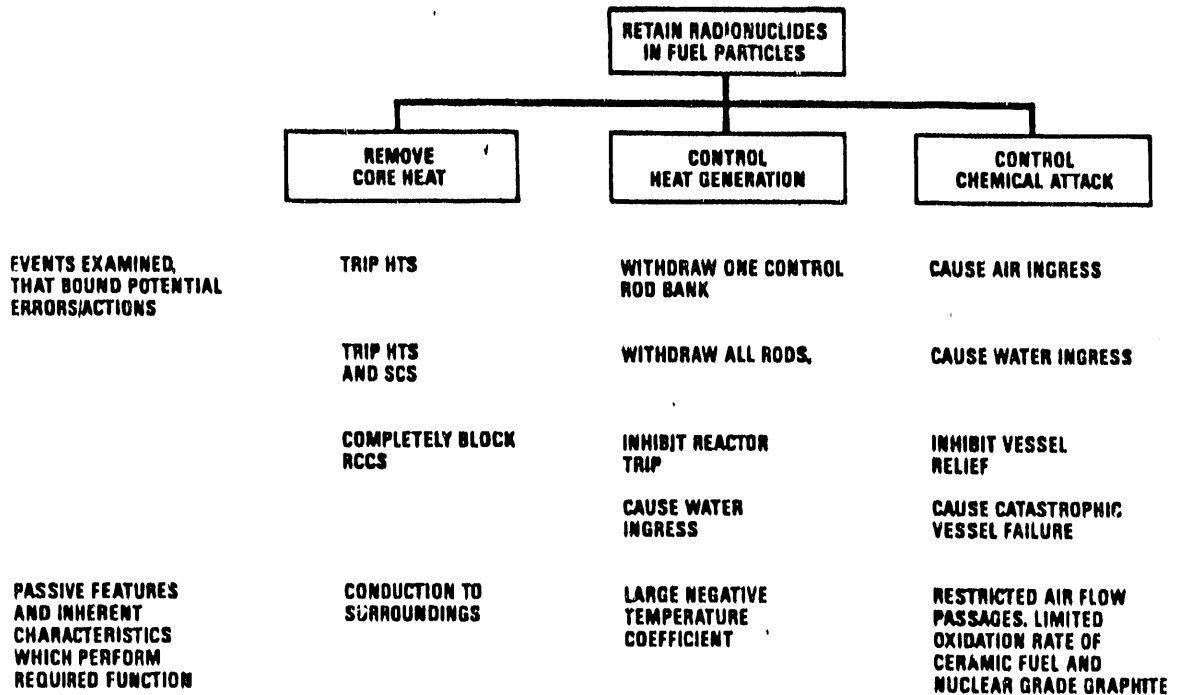 RETAIN RADIONUCLIDES
IN FUEL PARTICLES
REMOVE
CORE HEAT
CONTROL
HEAT GENERATION
CONTROL
CHEMICAL ATTACK
EVENTS EXAMINED,
THAT BOUND POTENTIAL
ERRORS/ACTIONS
TRIP HTS
WITHDRAW ONE CONTROL
ROD BANK
CAUSE AIR INGRESS
TRIP HTS
AND SCS
WITHDRAW ALL RODS,
CAUSE WATER INGRESS
COMPLETELY BLOCK
RCCS
INHIBIT REACTOR
TRIP
INHIBIT VESSEL
RELIEF
CAUSE WATER
INGRESS
CAUSE CATASTROPHIC
VESSEL FAILURE
PASSIVE FEATURES
AND INHERENT
CHARACTERISTICS
WHICH PERFORM
REQUIRED FUNCTION
CONDUCTION TO
SURROUNDINGS
LARGE NEGATIVE
TEMPERATURE
COEFFICIENT
RESTRICTED AIR FLOW
PASSAGES. LIMITED
OXIDATION RATE OF
CERAMIC FUEL AND
NUCLEAR GRADE GRAPHITE